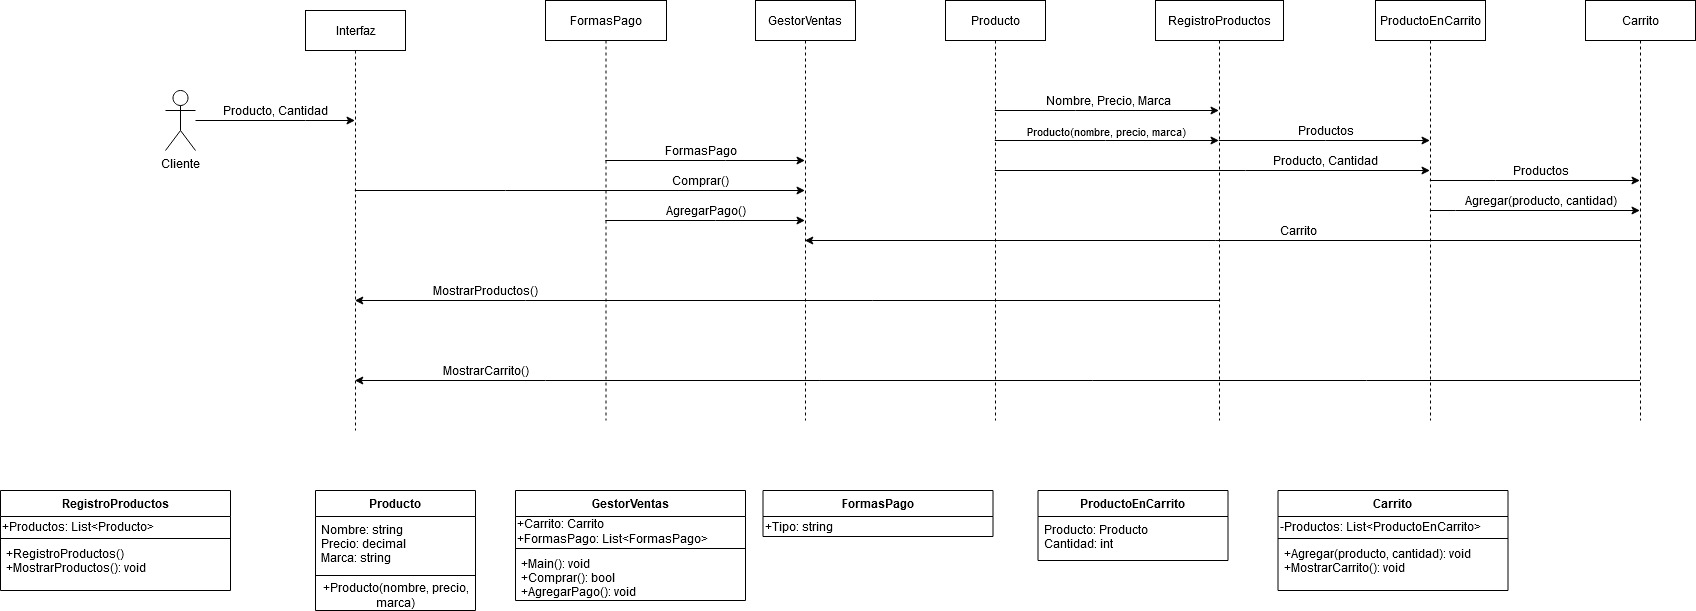 Interfaz
FormasPago
GestorVentas
Producto
RegistroProductos
ProductoEnCarrito
Carrito
Cliente
Producto, Cantidad
Nombre, Precio, Marca
Producto(nombre, precio, marca)
Productos
FormasPago
Producto, Cantidad
Productos
Comprar()
Agregar(producto, cantidad)
AgregarPago()
Carrito
MostrarProductos()
MostrarCarrito()
RegistroProductos
+Productos: List<Producto>
+RegistroProductos()
+MostrarProductos(): void
Producto
Nombre: string
Precio: decimal
Marca: string
+Producto(nombre, precio,
marca)
GestorVentas
+Carrito: Carrito
+FormasPago: List<FormasPago>
+Main(): void
+Comprar(): bool
+AgregarPago(): void
FormasPago
+Tipo: string
ProductoEnCarrito
Producto: Producto
Cantidad: int
Carrito
-Productos: List<ProductoEnCarrito>
+Agregar(producto, cantidad): void
+MostrarCarrito(): void